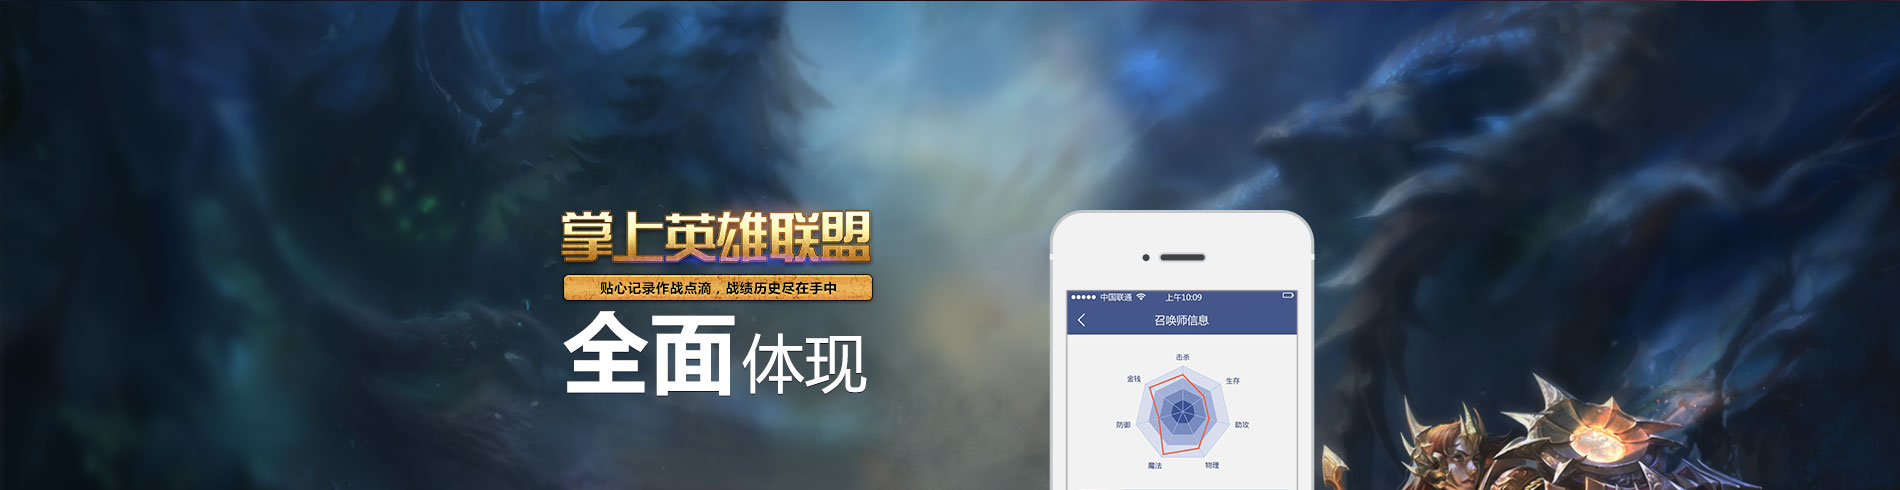 掌上英雄联盟
贴心记录作战点滴，战绩历史尽在手中
全面体现
中国联通 上午10:09
召唤师信息
击杀
金钱 生存
防御 助攻
魔法 物理